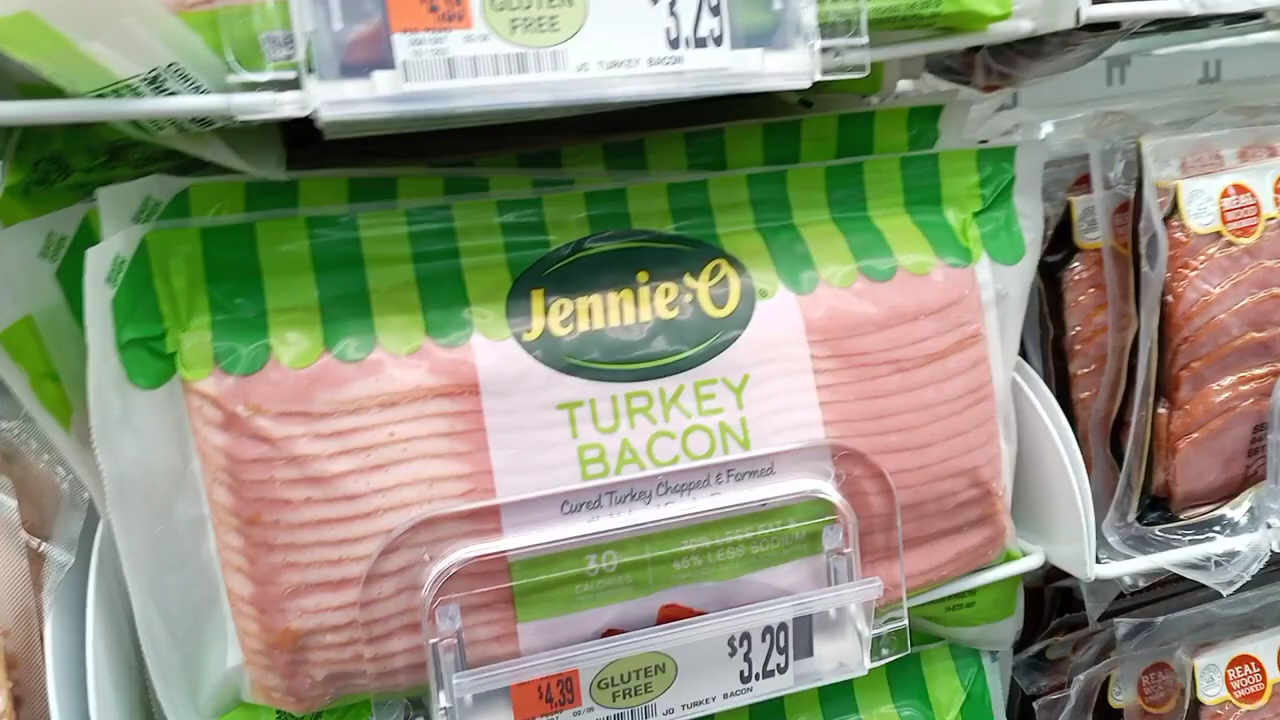 GLUTEN
FREE
$3.29
JO TURKEY BACON
Jennie-O
TURKEY
BACON
Cured Turkey Chopped & Formed
30
CALORIES
46% LESS SODIUM
$4.39
GLUTEN
FREE
$3.29
JO TURKEY BACON
REAL
WOOD
SMOKED
REAL
WOOD
SMOKED